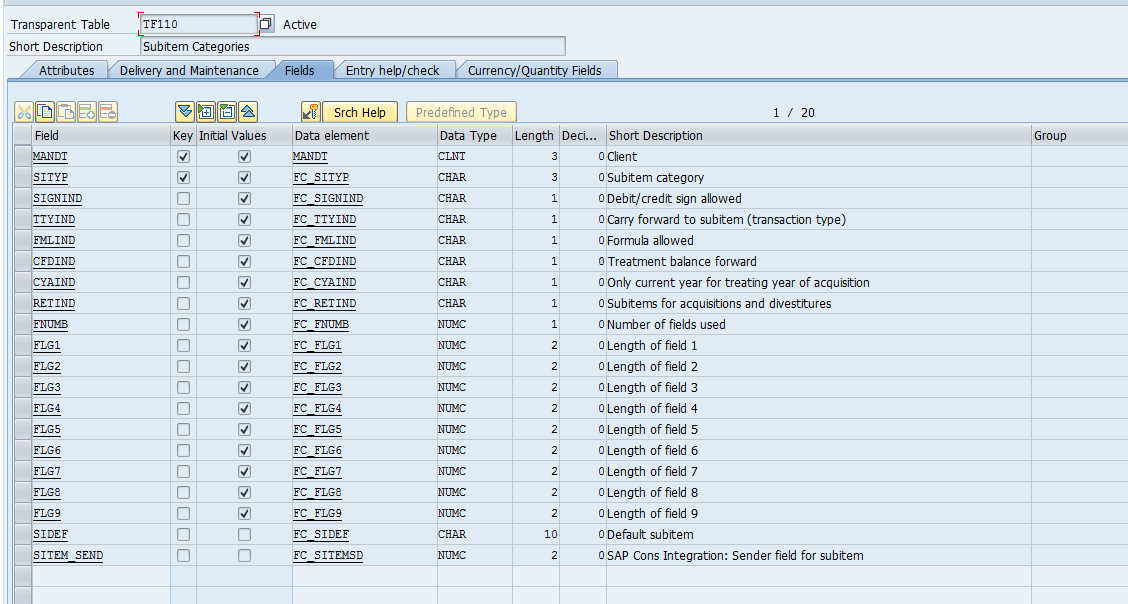 Transparent Table TF110 Active
Short Description Subitem Categories
Attributes Delivery and Maintenance Fields Entry help/check Currency/Quantity Fields
Srch Help Predefined Type 1 / 20
Field Key Initial Values Data element Data Type Length Deci... Short Description Group
MANDT MANDT CLNT 3 0 Client
SITYP FC_SITYP CHAR 3 0 Subitem category
SIGNIND FC_SIGNIND CHAR 1 0 Debit/credit sign allowed
TTYIND FC_TTYIND CHAR 1 0 Carry forward to subitem (transaction type)
FMLIND FC_FMLIND CHAR 1 0 Formula allowed
CFDIND FC_CFDIND CHAR 1 0 Treatment balance forward
CYAIND FC_CYAIND CHAR 1 0 Only current year for treating year of acquisition
RETIND FC_RETIND CHAR 1 0 Subitems for acquisitions and divestitures
FNUMB FC_FNUMB NUMC 1 0 Number of fields used
FLG1 FC_FLG1 NUMC 2 0 Length of field 1
FLG2 FC_FLG2 NUMC 2 0 Length of field 2
FLG3 FC_FLG3 NUMC 2 0 Length of field 3
FLG4 FC_FLG4 NUMC 2 0 Length of field 4
FLG5 FC_FLG5 NUMC 2 0 Length of field 5
FLG6 FC_FLG6 NUMC 2 0 Length of field 6
FLG7 FC_FLG7 NUMC 2 0 Length of field 7
FLG8 FC_FLG8 NUMC 2 0 Length of field 8
FLG9 FC_FLG9 NUMC 2 0 Length of field 9
SIDEF FC_SIDEF CHAR 10 0 Default subitem
SITEM_SEND FC_SITEMSD NUMC 2 0 SAP Cons Integration: Sender field for subitem